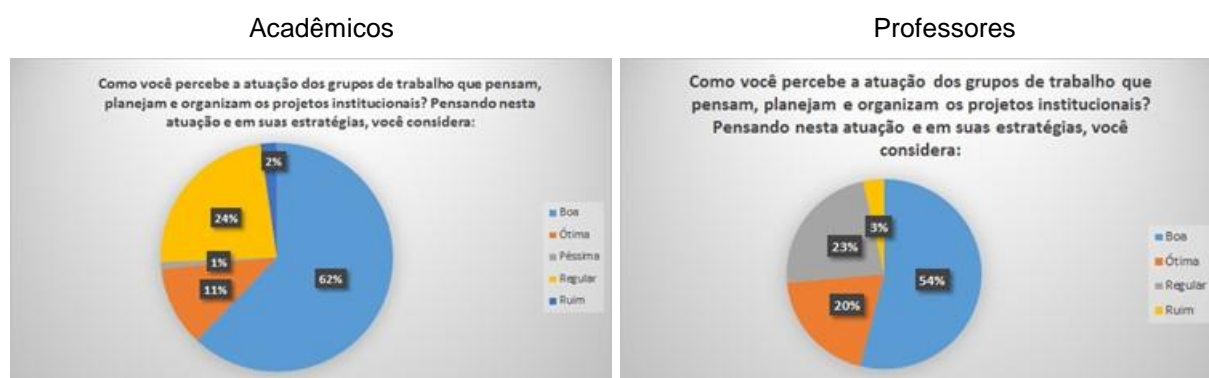 Acadêmicos
Como você percebe a atuação dos grupos de trabalho que pensam,
planejam e organizam os projetos institucionais? Pensando nesta
atuação e em suas estratégias, você considera:
2%
24%
1%
11%
62%
Boa
Ótima
Péssima
Regular
Ruim
Professores
Como você percebe a atuação dos grupos de trabalho que
pensam, planejam e organizam os projetos institucionais?
Pensando nesta atuação e em suas estratégias, você
considera:
3%
23%
20%
54%
Boa
Ótima
Regular
Ruim